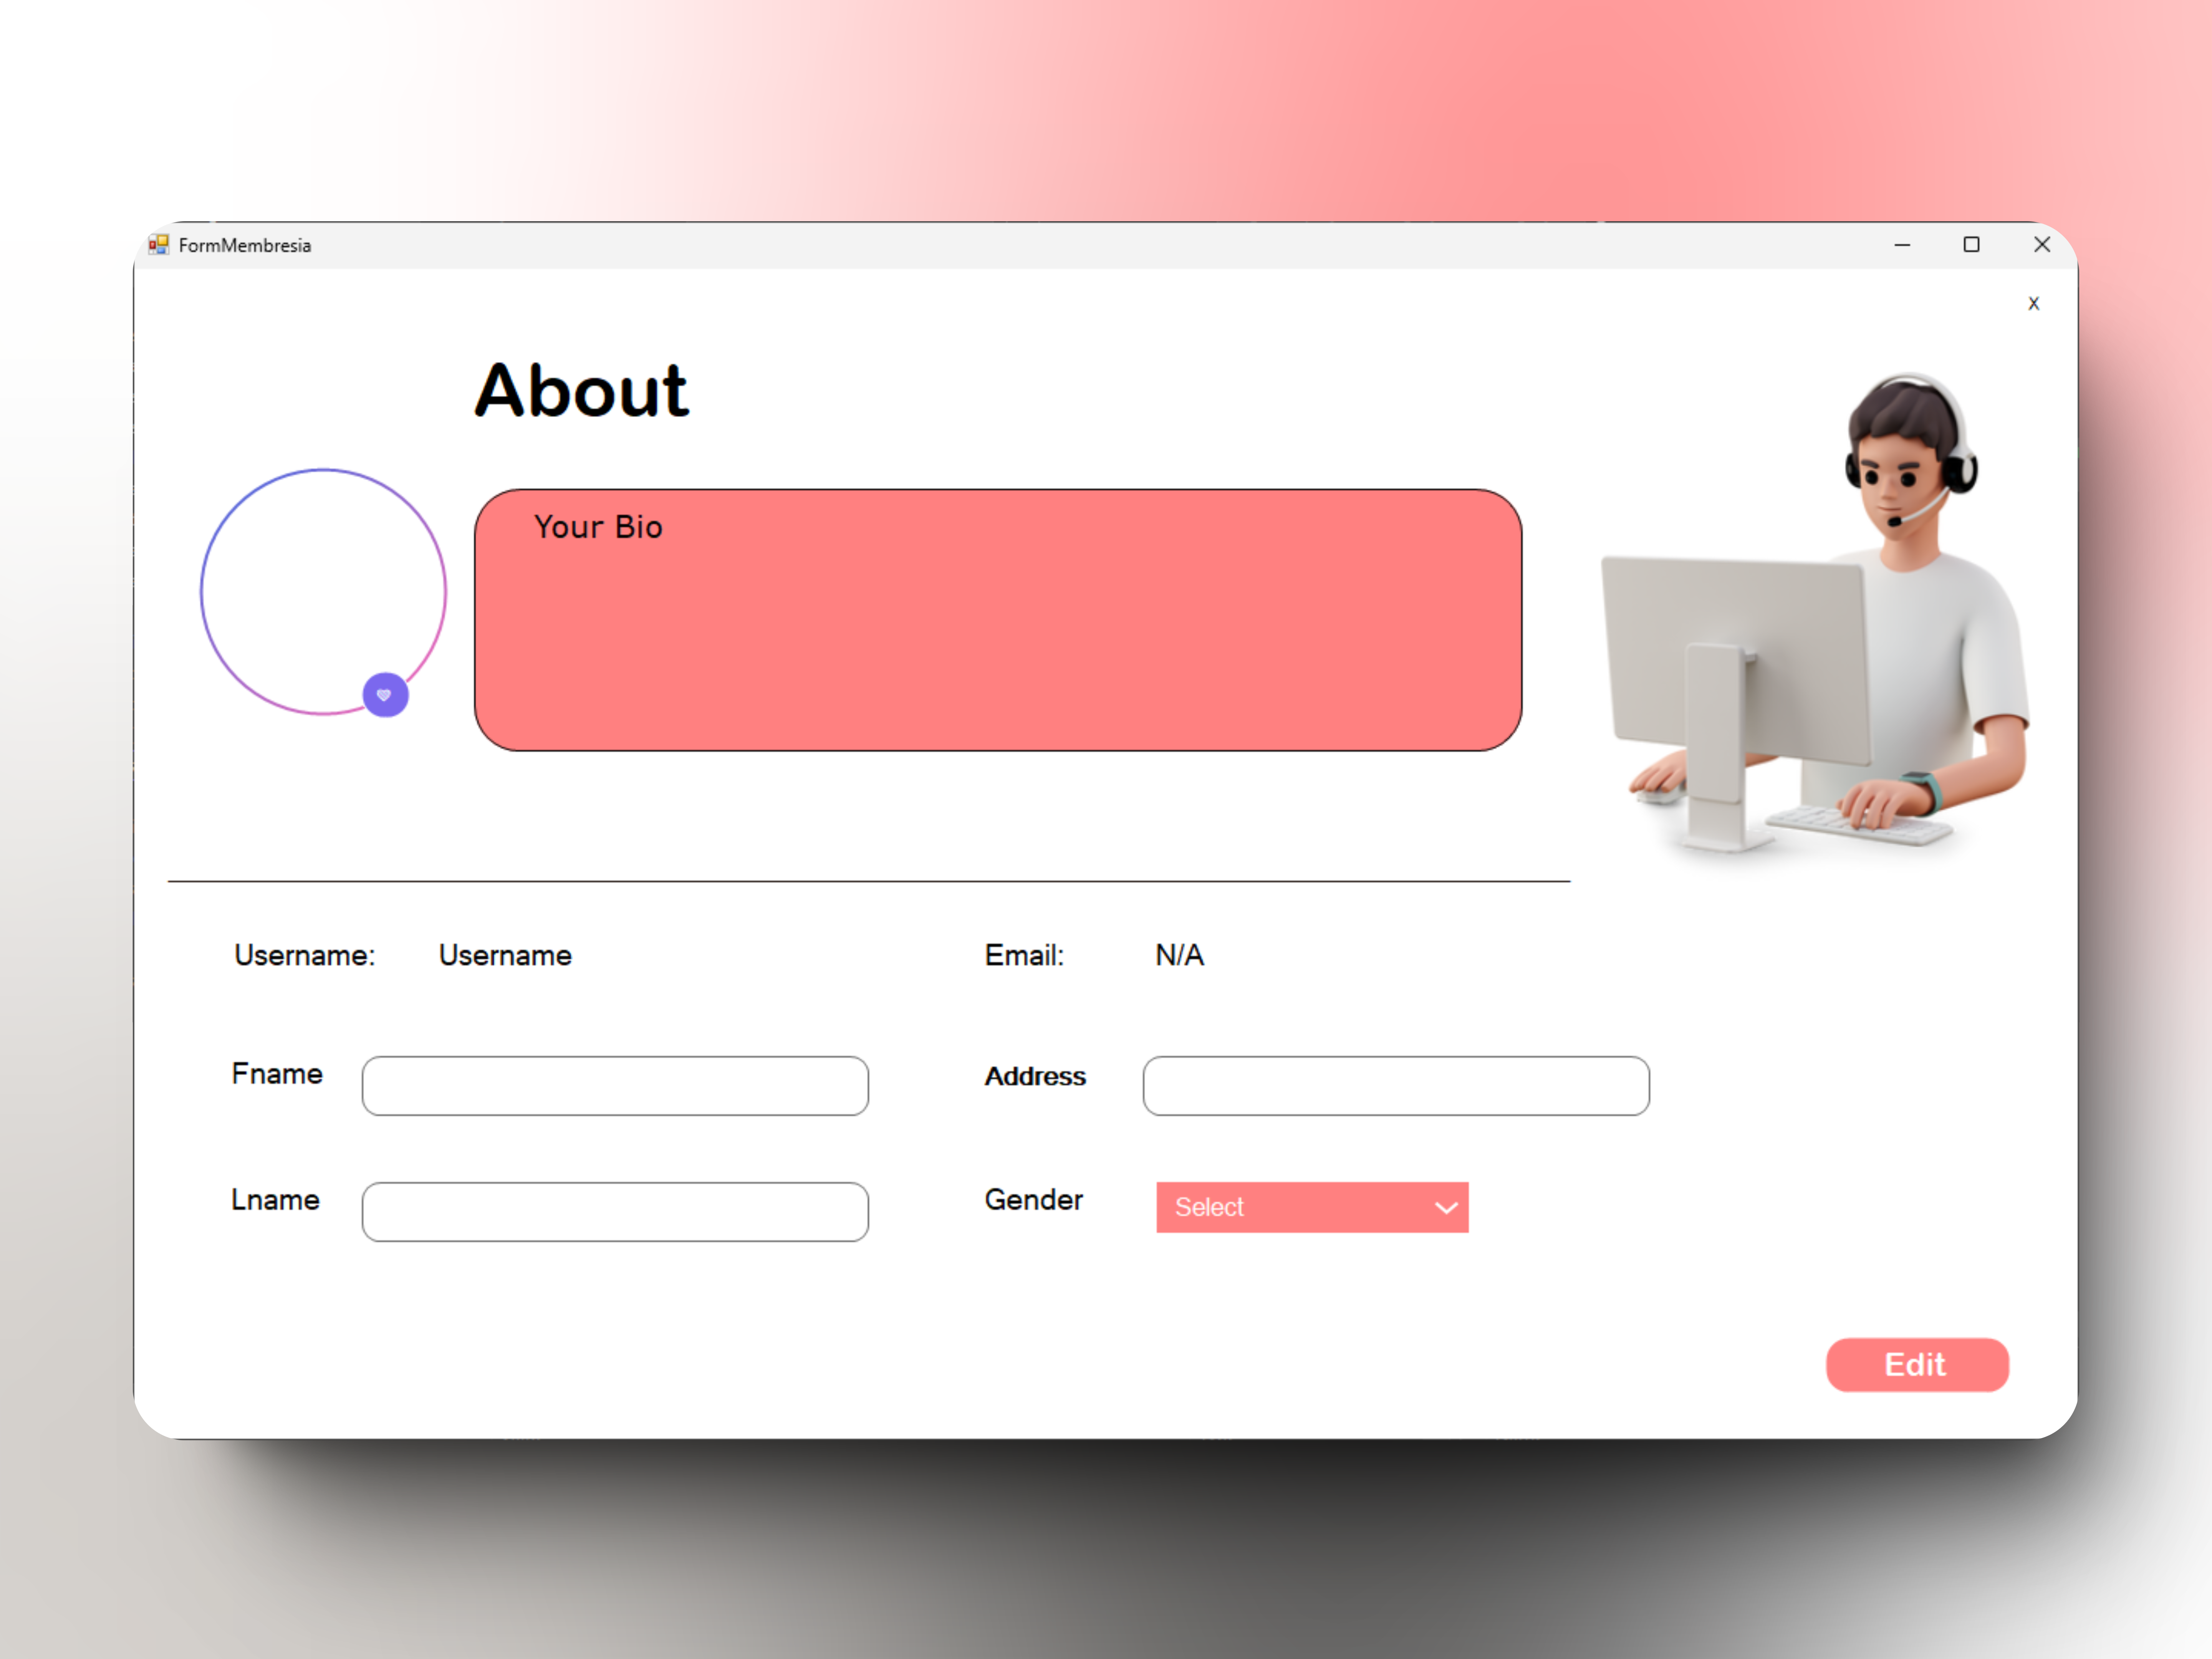 FormMembresia
x
About
Your Bio
Username: Username Email: N/A
Fname Address
Lname Gender Select
Edit